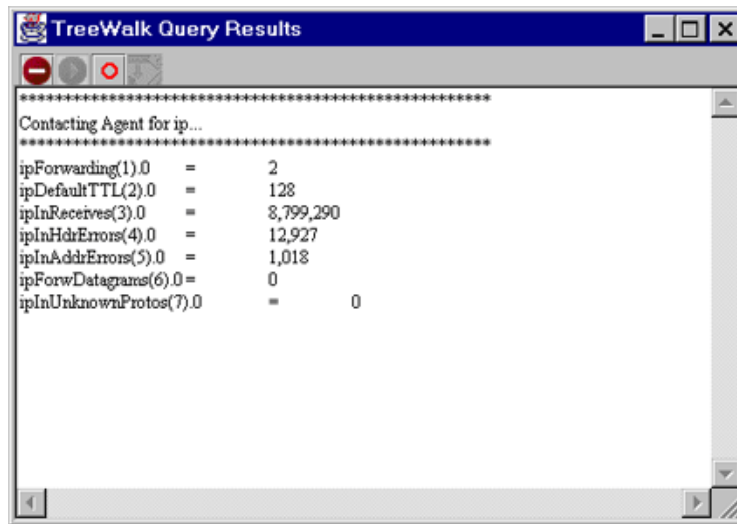 TreeWalk Query Results
*****************************************************
Contacting Agent for ip...
*****************************************************
ipForwarding(1).0 = 2
ipDefaultTTL(2).0 = 128
ipInReceives(3).0 = 8,799,290
ipInHdrErrors(4).0 = 12,927
ipInAddrErrors(5).0 = 1,018
ipForwDatagrams(6).0= 0
ipInUnknownProtos(7).0 = 0